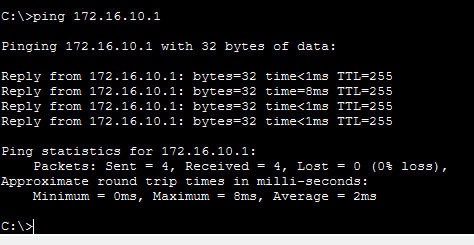 C:\>ping 172.16.10.1
Pinging 172.16.10.1 with 32 bytes of data:
Reply from 172.16.10.1: bytes=32 time<1ms TTL=255
Reply from 172.16.10.1: bytes=32 time=8ms TTL=255
Reply from 172.16.10.1: bytes=32 time<1ms TTL=255
Reply from 172.16.10.1: bytes=32 time<1ms TTL=255
Ping statistics for 172.16.10.1:
    Packets: Sent = 4, Received = 4, Lost = 0 (0% loss),
Approximate round trip times in milli-seconds:
    Minimum = 0ms, Maximum = 8ms, Average = 2ms
C:\>